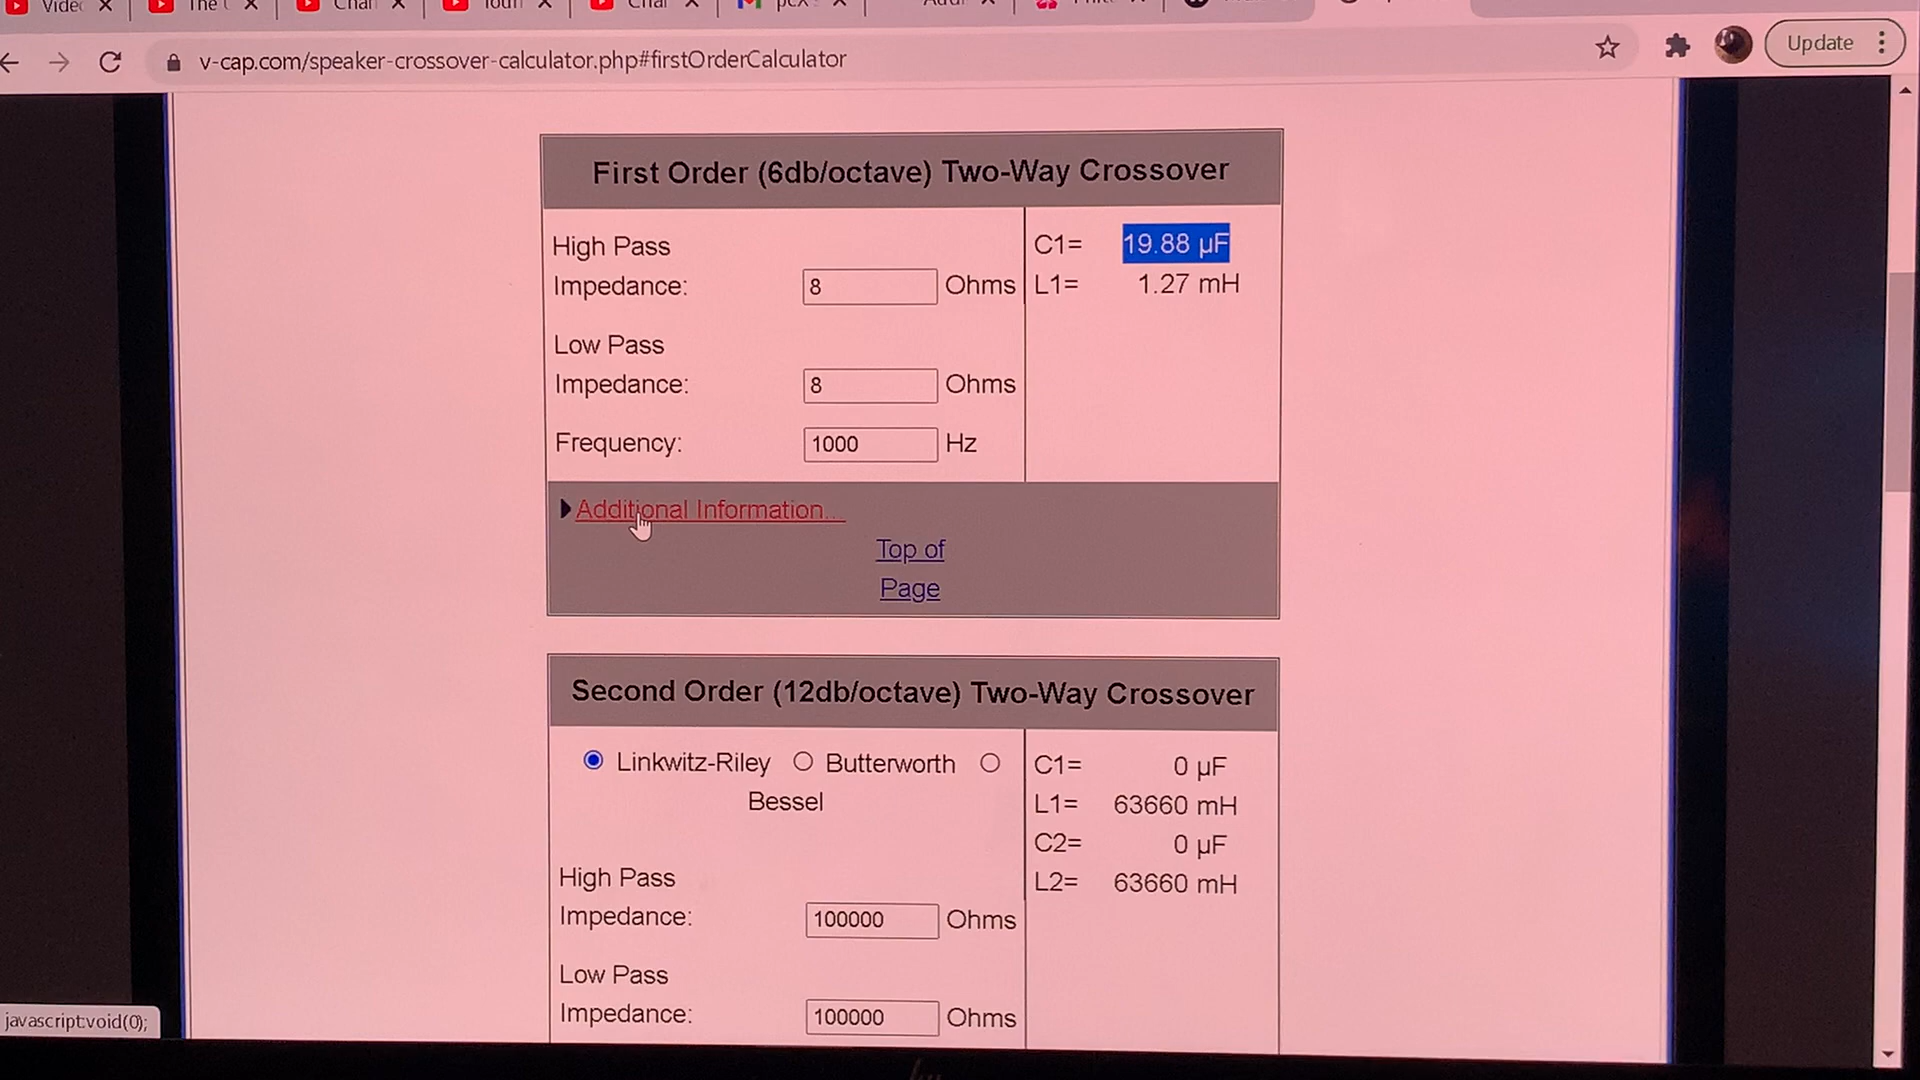 The
Chan
Chan
v-cap.com/speaker-crossover-calculator.php#firstOrderCalculator
Update
First Order (6db/octave) Two-Way Crossover
High Pass
Impedance: 8 Ohms
C1= 19.88 µF
L1= 1.27 mH
Low Pass
Impedance: 8 Ohms
Frequency: 1000 Hz
Additional Information...
Top of
Page
Second Order (12db/octave) Two-Way Crossover
Linkwitz-Riley Butterworth
Bessel
C1= 0 µF
L1= 63660 mH
C2= 0 µF
L2= 63660 mH
High Pass
Impedance: 100000 Ohms
Low Pass
Impedance: 100000 Ohms
javascript:void(0);
hp